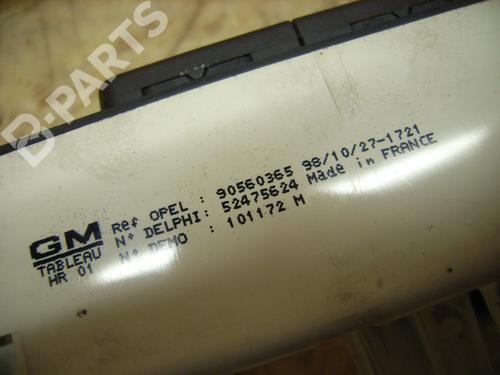 B-PARTS
GM
TABLEAU
HR 01
Ref OPEL : 90560365 98/10/27-1721
N° DELPHI: 52475624 Made in FRANCE
N° DEMO : 101172 M